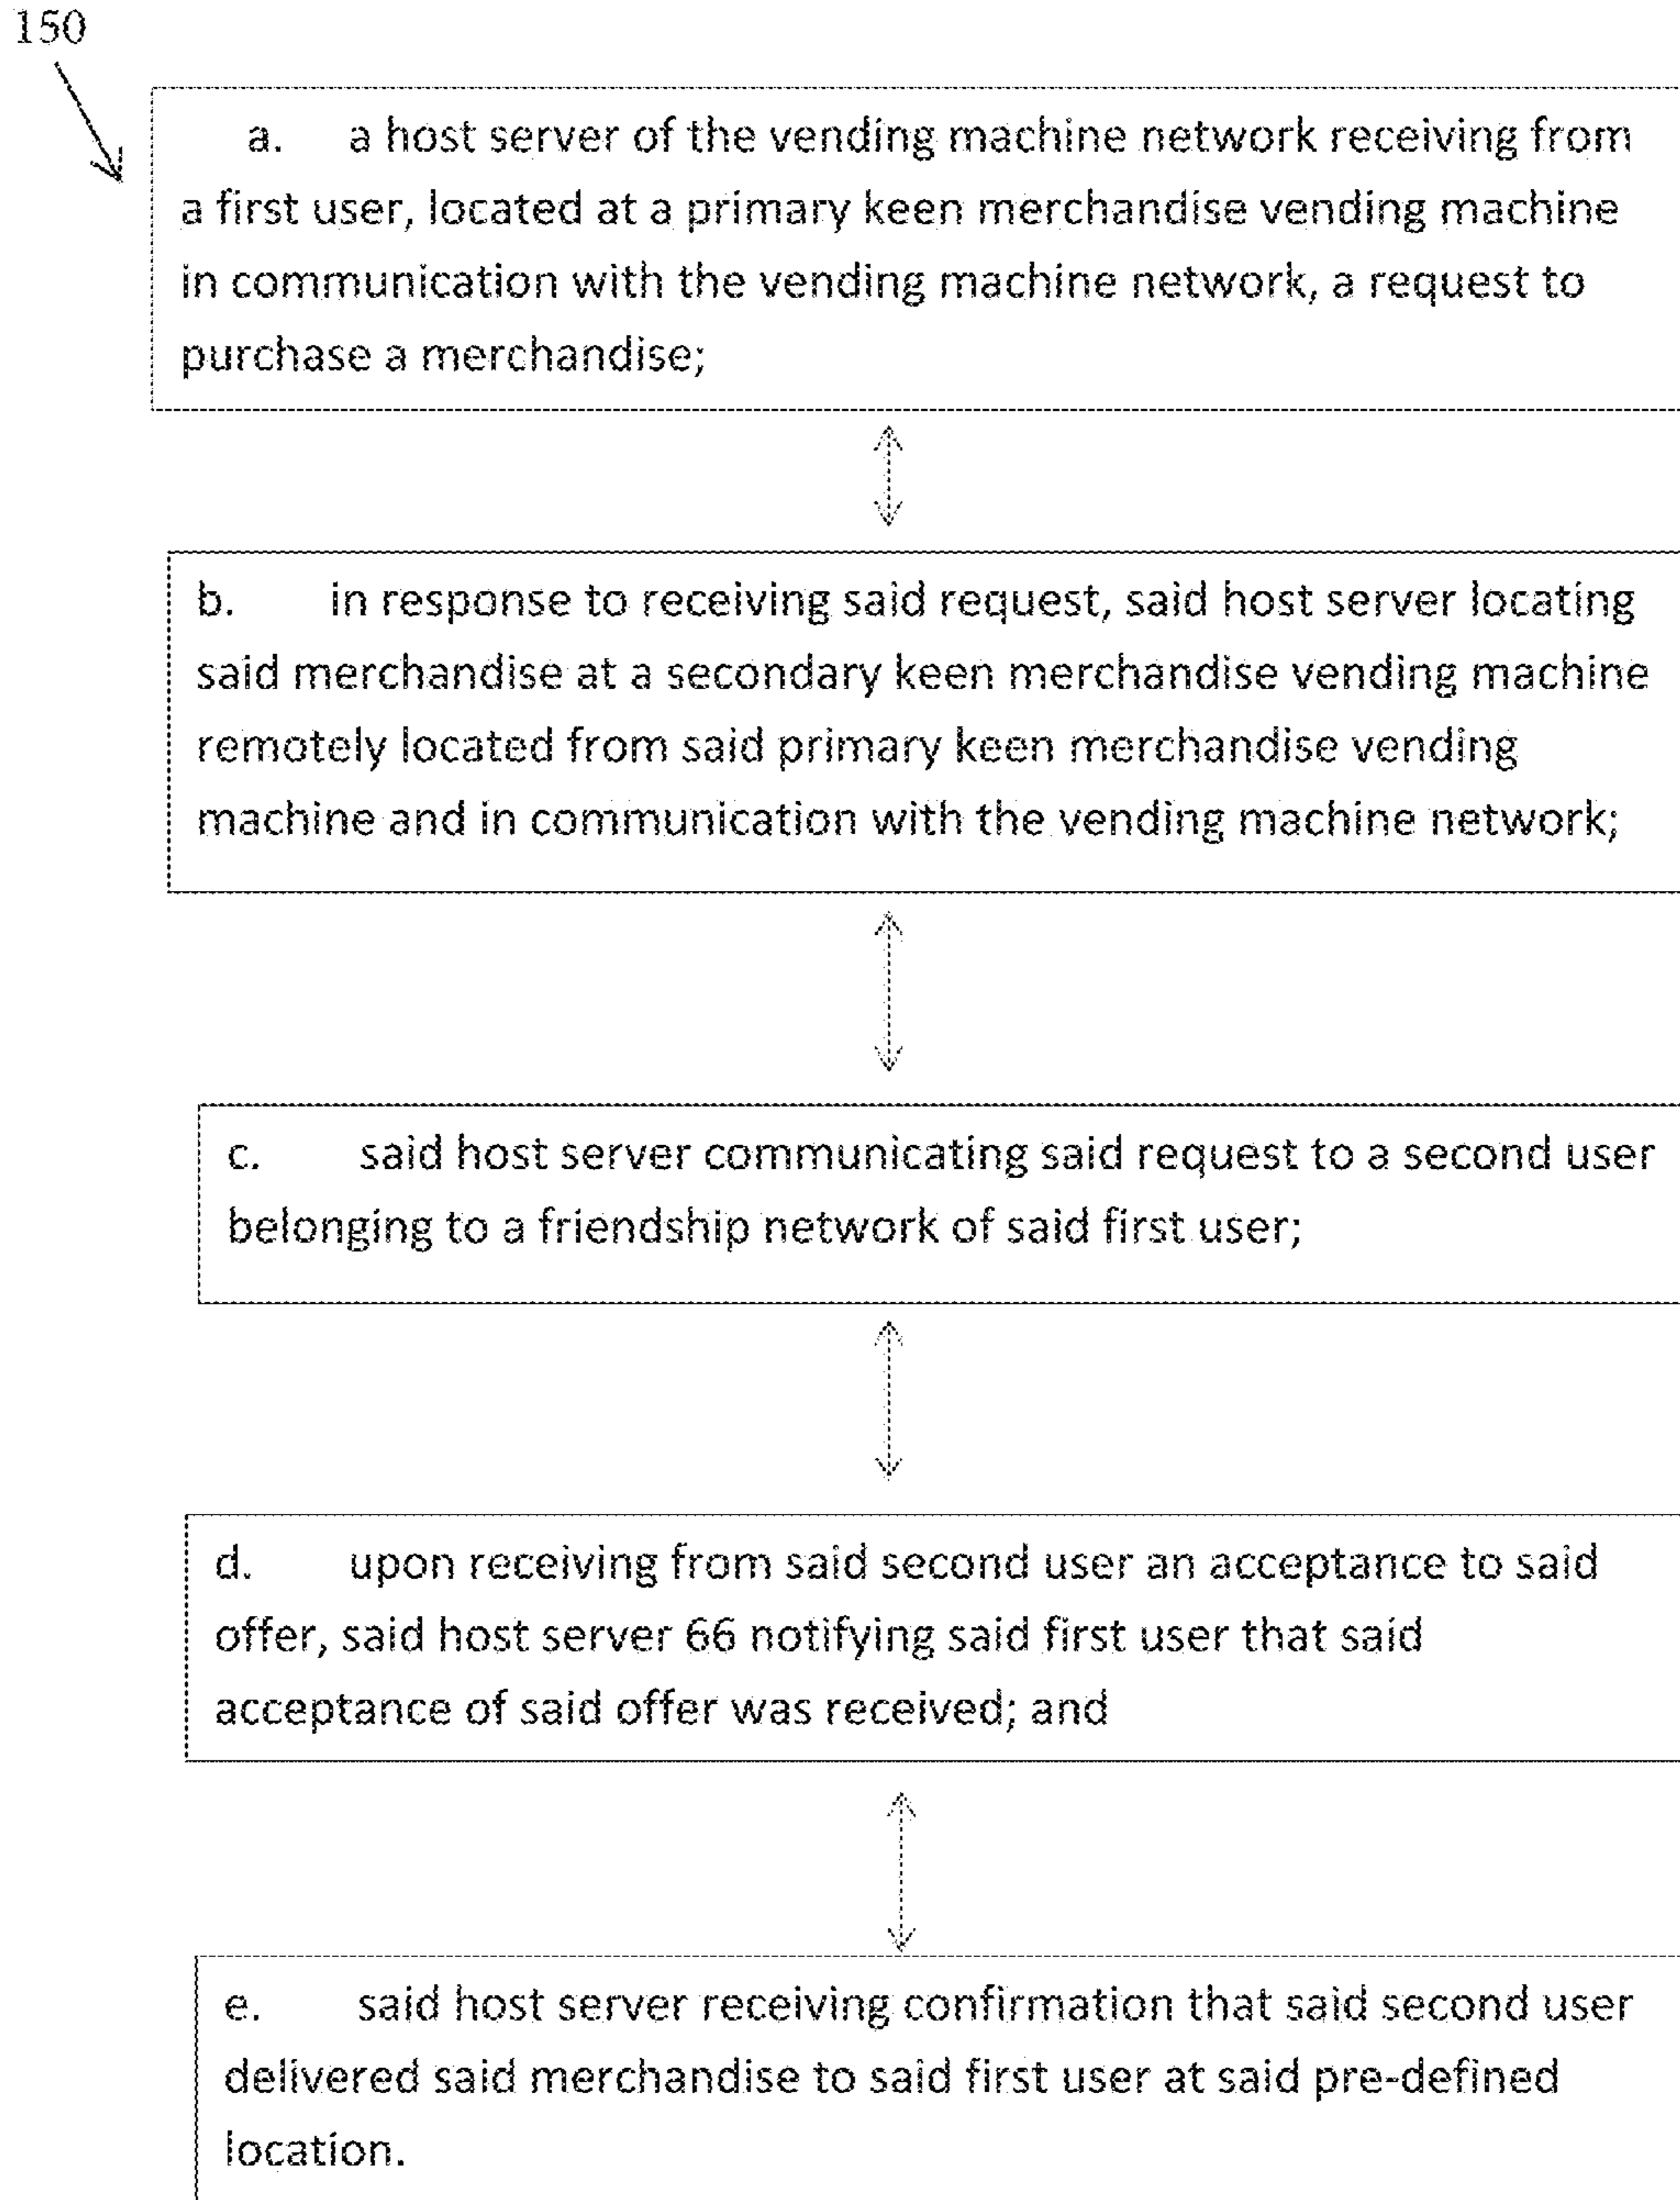 150
a. a host server of the vending machine network receiving from
a first user, located at a primary keen merchandise vending machine
in communication with the vending machine network, a request to
purchase a merchandise;
b. in response to receiving said request, said host server locating
said merchandise at a secondary keen merchandise vending machine
remotely located from said primary keen merchandise vending
machine and in communication with the vending machine network;
c. said host server communicating said request to a second user
belonging to a friendship network of said first user;
d. upon receiving from said second user an acceptance to said
offer, said host server 66 notifying said first user that said
acceptance of said offer was received; and
e. said host server receiving confirmation that said second user
delivered said merchandise to said first user at said pre-defined
location.